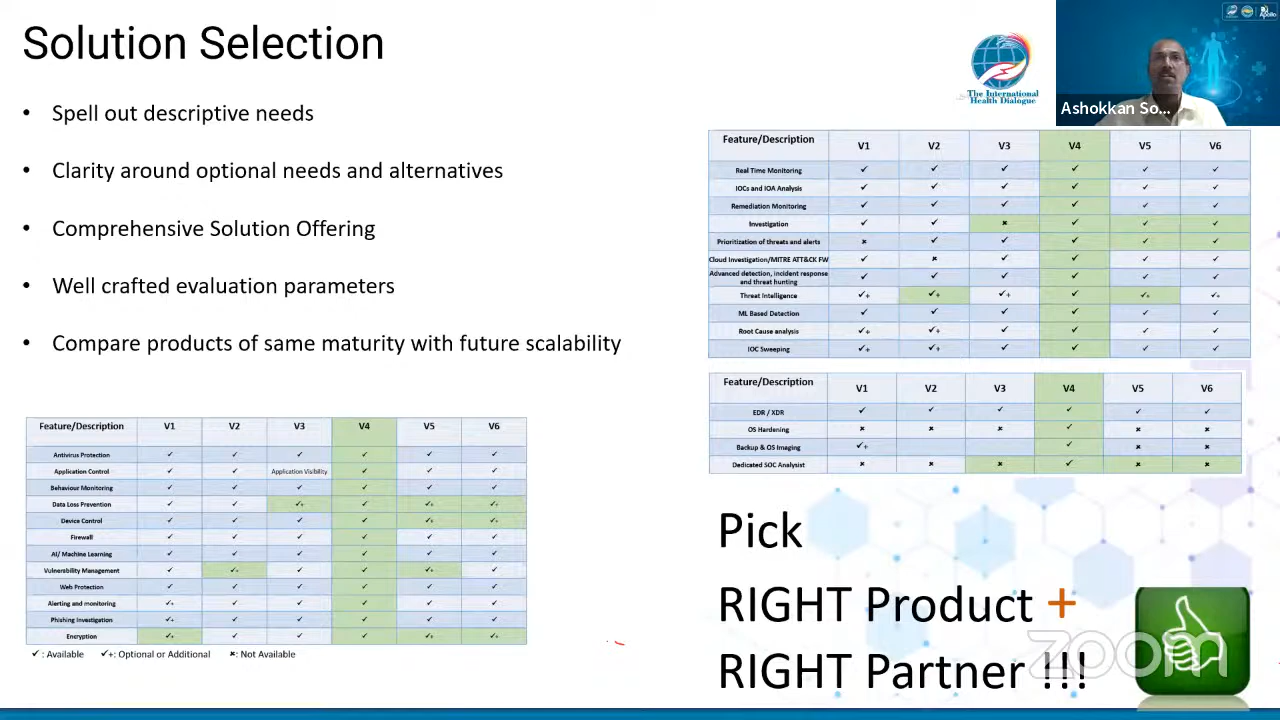 Solution Selection
• Spell out descriptive needs
• Clarity around optional needs and alternatives
• Comprehensive Solution Offering
• Well crafted evaluation parameters
• Compare products of same maturity with future scalability
Feature/Description V1 V2 V3 V4 V5 V6
Antivirus Protection ✓ ✓ ✓ ✓ ✓ ✓
Application Control ✓ ✓ Application Visibility ✓ ✓ ✓
Behaviour Monitoring ✓ ✓ ✓ ✓ ✓ ✓
Data Loss Prevention ✓ ✓ ✓+ ✓ ✓+ ✓+
Device Control ✓ ✓ ✓ ✓ ✓+ ✓+
Firewall ✓ ✓ ✓ ✓ ✓ ✓
AI/ Machine Learning ✓ ✓ ✓ ✓ ✓ ✓
Vulnerability Management ✓ ✓+ ✓ ✓ ✓+ ✓
Web Protection ✓ ✓ ✓ ✓ ✓ ✓
Alerting and monitoring ✓+ ✓ ✓ ✓ ✓ ✓
Phishing Investigation ✓+ ✓ ✓ ✓ ✓ ✓
Encryption ✓+ ✓ ✓ ✓ ✓+ ✓+
✓ : Available ✓+: Optional or Additional ×: Not Available
The International
Health Dialogue
Apollo
Ashokkan So...
Feature/Description V1 V2 V3 V4 V5 V6
Real Time Monitoring ✓ ✓ ✓ ✓ ✓ ✓
IOCs and IOA Analysis ✓ ✓ ✓ ✓ ✓
Remediation Monitoring ✓ ✓ ✓ ✓ ✓
Investigation ✓ ✓ × ✓ ✓ ✓
Prioritization of threats and alerts × ✓ ✓ ✓ ✓ ✓
Cloud Investigation/MITRE ATT&CK FW ✓ × ✓ ✓ ✓ ✓
Advanced detection, incident response
and threat hunting ✓ ✓ ✓ ✓ ✓ ✓
Threat Intelligence ✓+ ✓+ ✓+ ✓ ✓+ ✓+
ML Based Detection ✓ ✓ ✓ ✓ ✓ ✓
Root Cause analysis ✓+ ✓+ ✓ ✓ ✓
IOC Sweeping ✓+ ✓+ ✓ ✓ ✓ ✓
Feature/Description V1 V2 V3 V4 V5 V6
EDR / XDR ✓ ✓ ✓ ✓ ✓ ✓
OS Hardening × × × ✓ × ×
Backup & OS Imaging ✓+ ✓ × ×
Dedicated SOC Analysist × × × ✓ × ×
Pick
RIGHT Product +
RIGHT Partner !!!
zoom